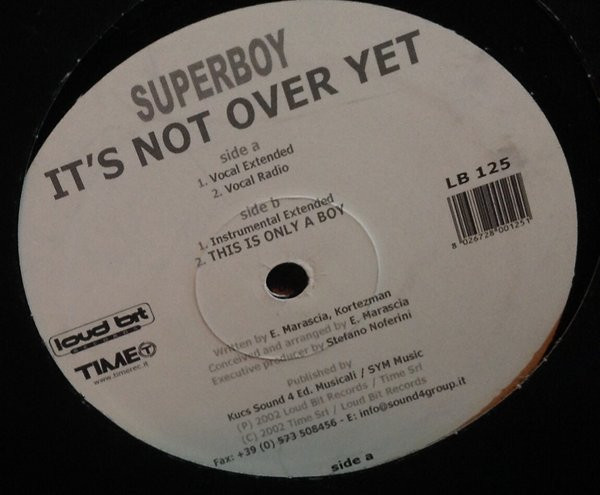 SUPERBOY
IT'S NOT OVER YET
side a
1. Vocal Extended
2. Vocal Radio
side b
1. Instrumental Extended
2. THIS IS ONLY A BOY
LB 125
8 026728 001251
loud bit
records
TIME
www.timerec.it
Written by E. Marascia, Kortezman
Conceived and arranged by E. Marascia
Executive producer by Stefano Noferini
Published by
Kucs Sound 4 Ed. Musicali / SYM Music
(P) 2002 Loud Bit Records / Time Srl
(C) 2002 Time Srl / Loud Bit Records
Fax: +39 (0) 573 508456 - E: info@sound4group.it
side a